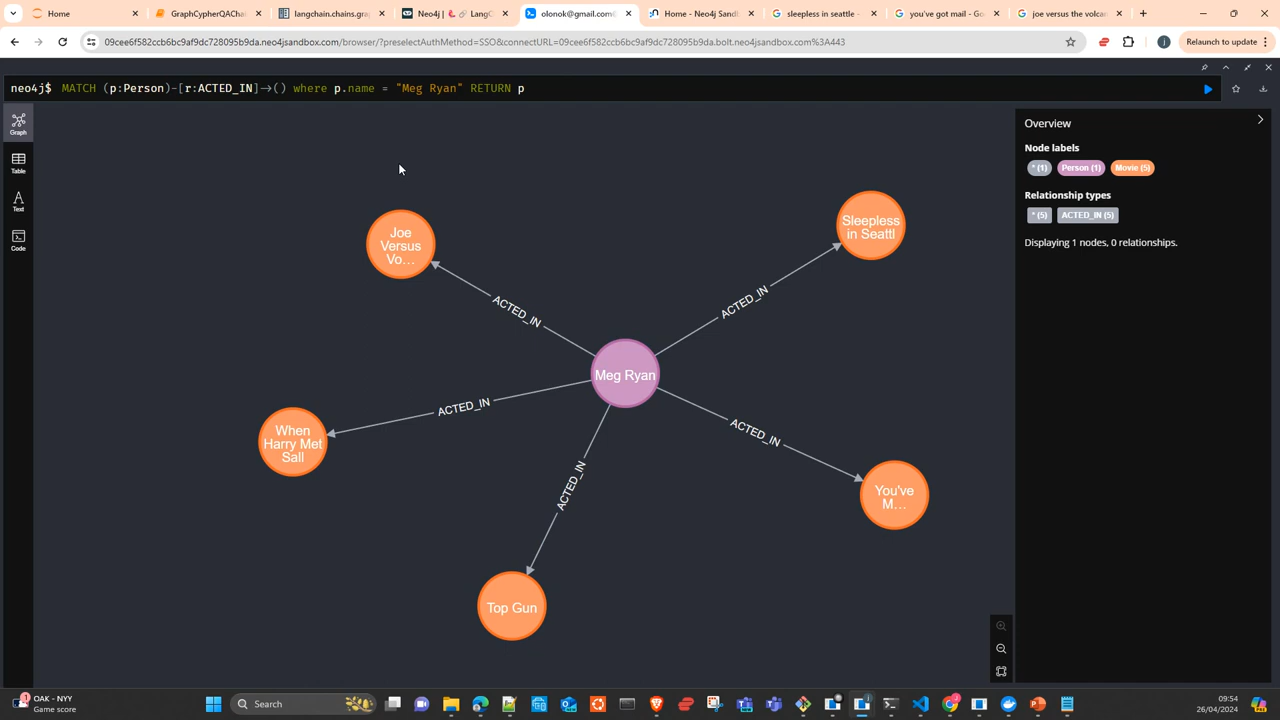 Home
GraphCypherQAChai
langchain.chains.gra
Neo4j | 🦜🔗 LangC
olonok@gmail.com@
Home - Neo4j Sandb
sleepless in seattle -
you've got mail - Go
joe versus the volcan
09cee6f582ccb6bc9af9dc728095b9da.neo4jsandbox.com/browser/?preselectAuthMethod=SSO&connectURL=09cee6f582ccb6bc9af9dc728095b9da.bolt.neo4jsandbox.com%3A443
j
Relaunch to update
neo4j$ MATCH (p:Person)-[r:ACTED_IN]->() where p.name = "Meg Ryan" RETURN p
Graph
Table
Text
Code
Joe
Versus
Vo…
Sleepless
in Seattl
ACTED_IN
ACTED_IN
Meg Ryan
ACTED_IN
ACTED_IN
When
Harry Met
Sall
ACTED_IN
You've
M…
Top Gun
Overview
Node labels
* (1)
Person (1)
Movie (5)
Relationship types
* (5)
ACTED_IN (5)
Displaying 1 nodes, 0 relationships.
1
OAK - NYY
Game score
Search
09:54
26/04/2024